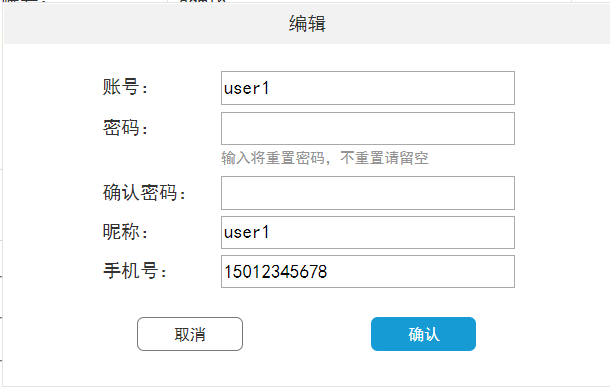 编辑
账号： user1
密码：
输入将重置密码，不重置请留空
确认密码：
昵称： user1
手机号： 15012345678
取消 确认